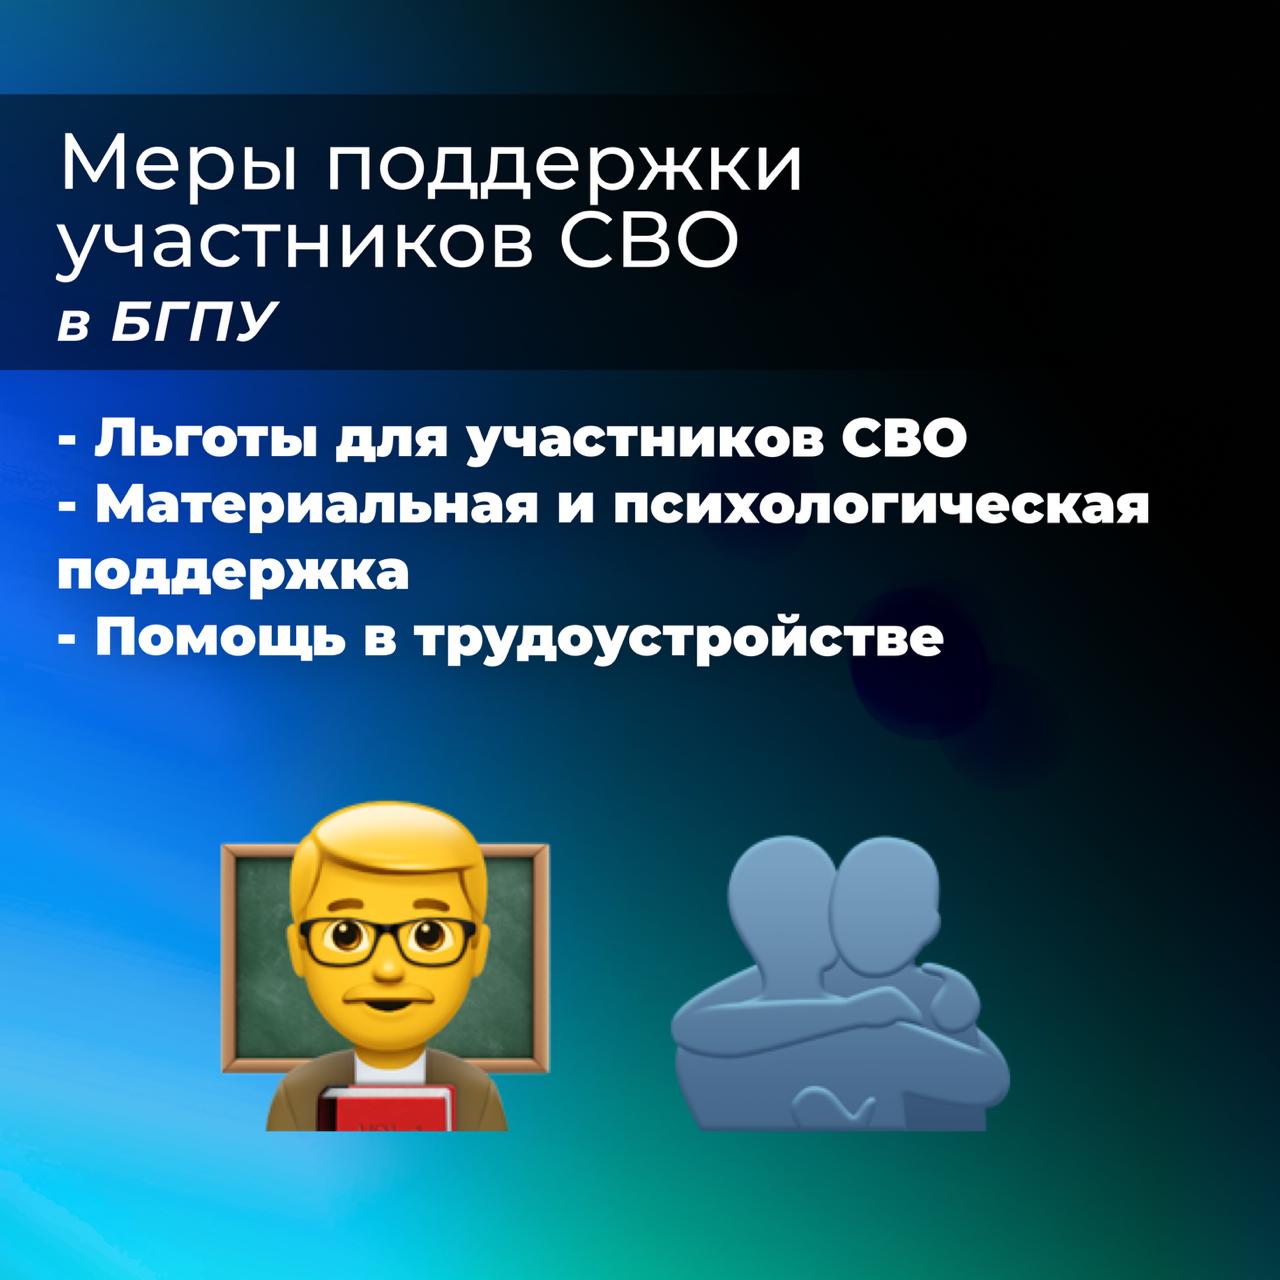 Меры поддержки
участников СВО
в БГПУ
- Льготы для участников СВО
- Материальная и психологическая
поддержка
- Помощь в трудоустройстве